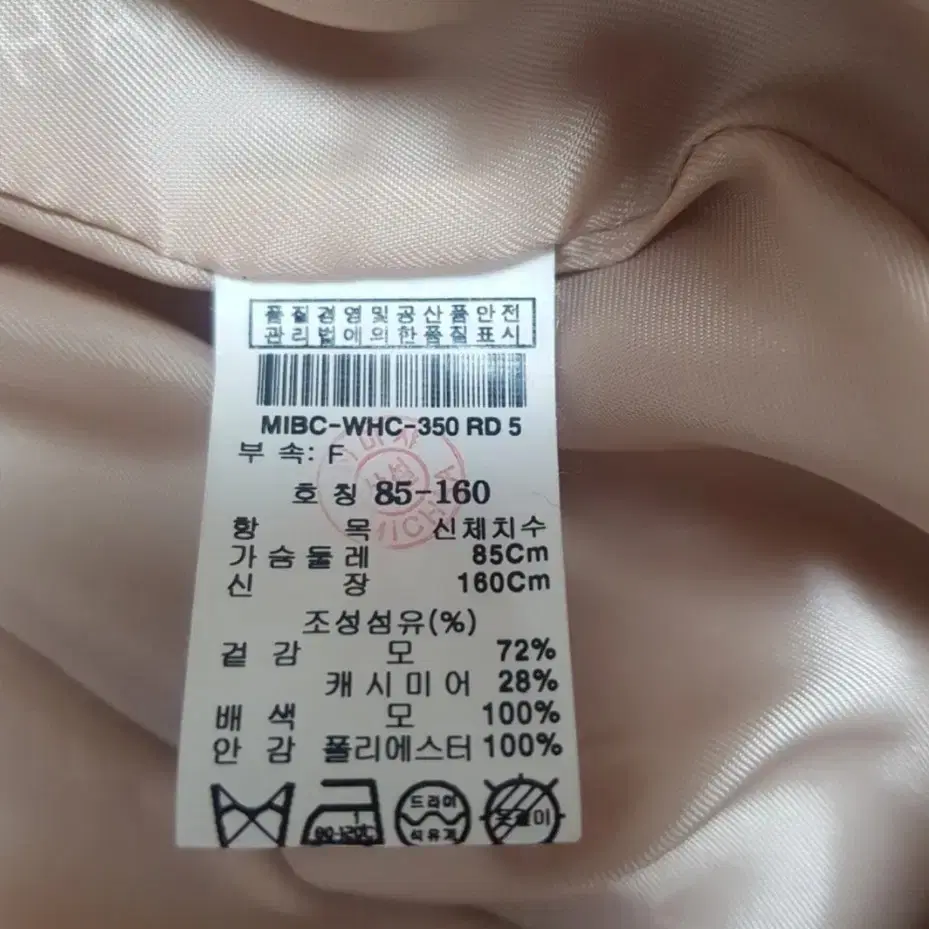 품질경영및공산품안전
관리법에의한품질표시
MIBC-WHC-350 RD 5
부 속: F
호 칭 85-160
항 목 신체치수
가슴둘레 85Cm
신 장 160Cm
조성섬유(%)
겉 감 모 72%
캐시미어 28%
배 색 모 100%
안 감 폴리에스터 100%
드라이
석유계